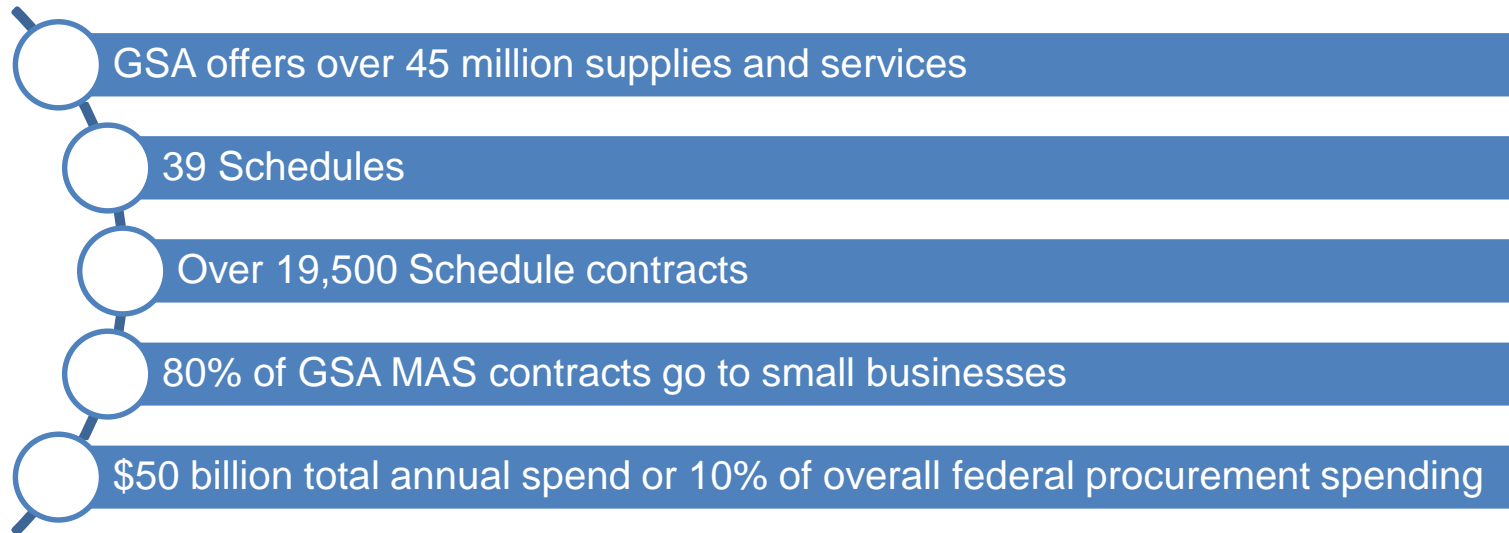 GSA offers over 45 million supplies and services
39 Schedules
Over 19,500 Schedule contracts
80% of GSA MAS contracts go to small businesses
$50 billion total annual spend or 10% of overall federal procurement spending